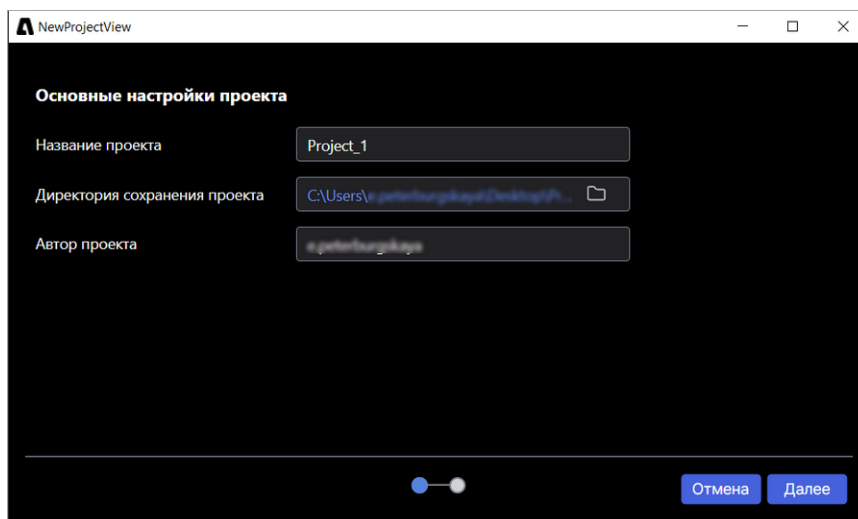 NewProjectView
Основные настройки проекта
Название проекта Project_1
Директория сохранения проекта C:\Users\
Автор проекта
Отмена Далее